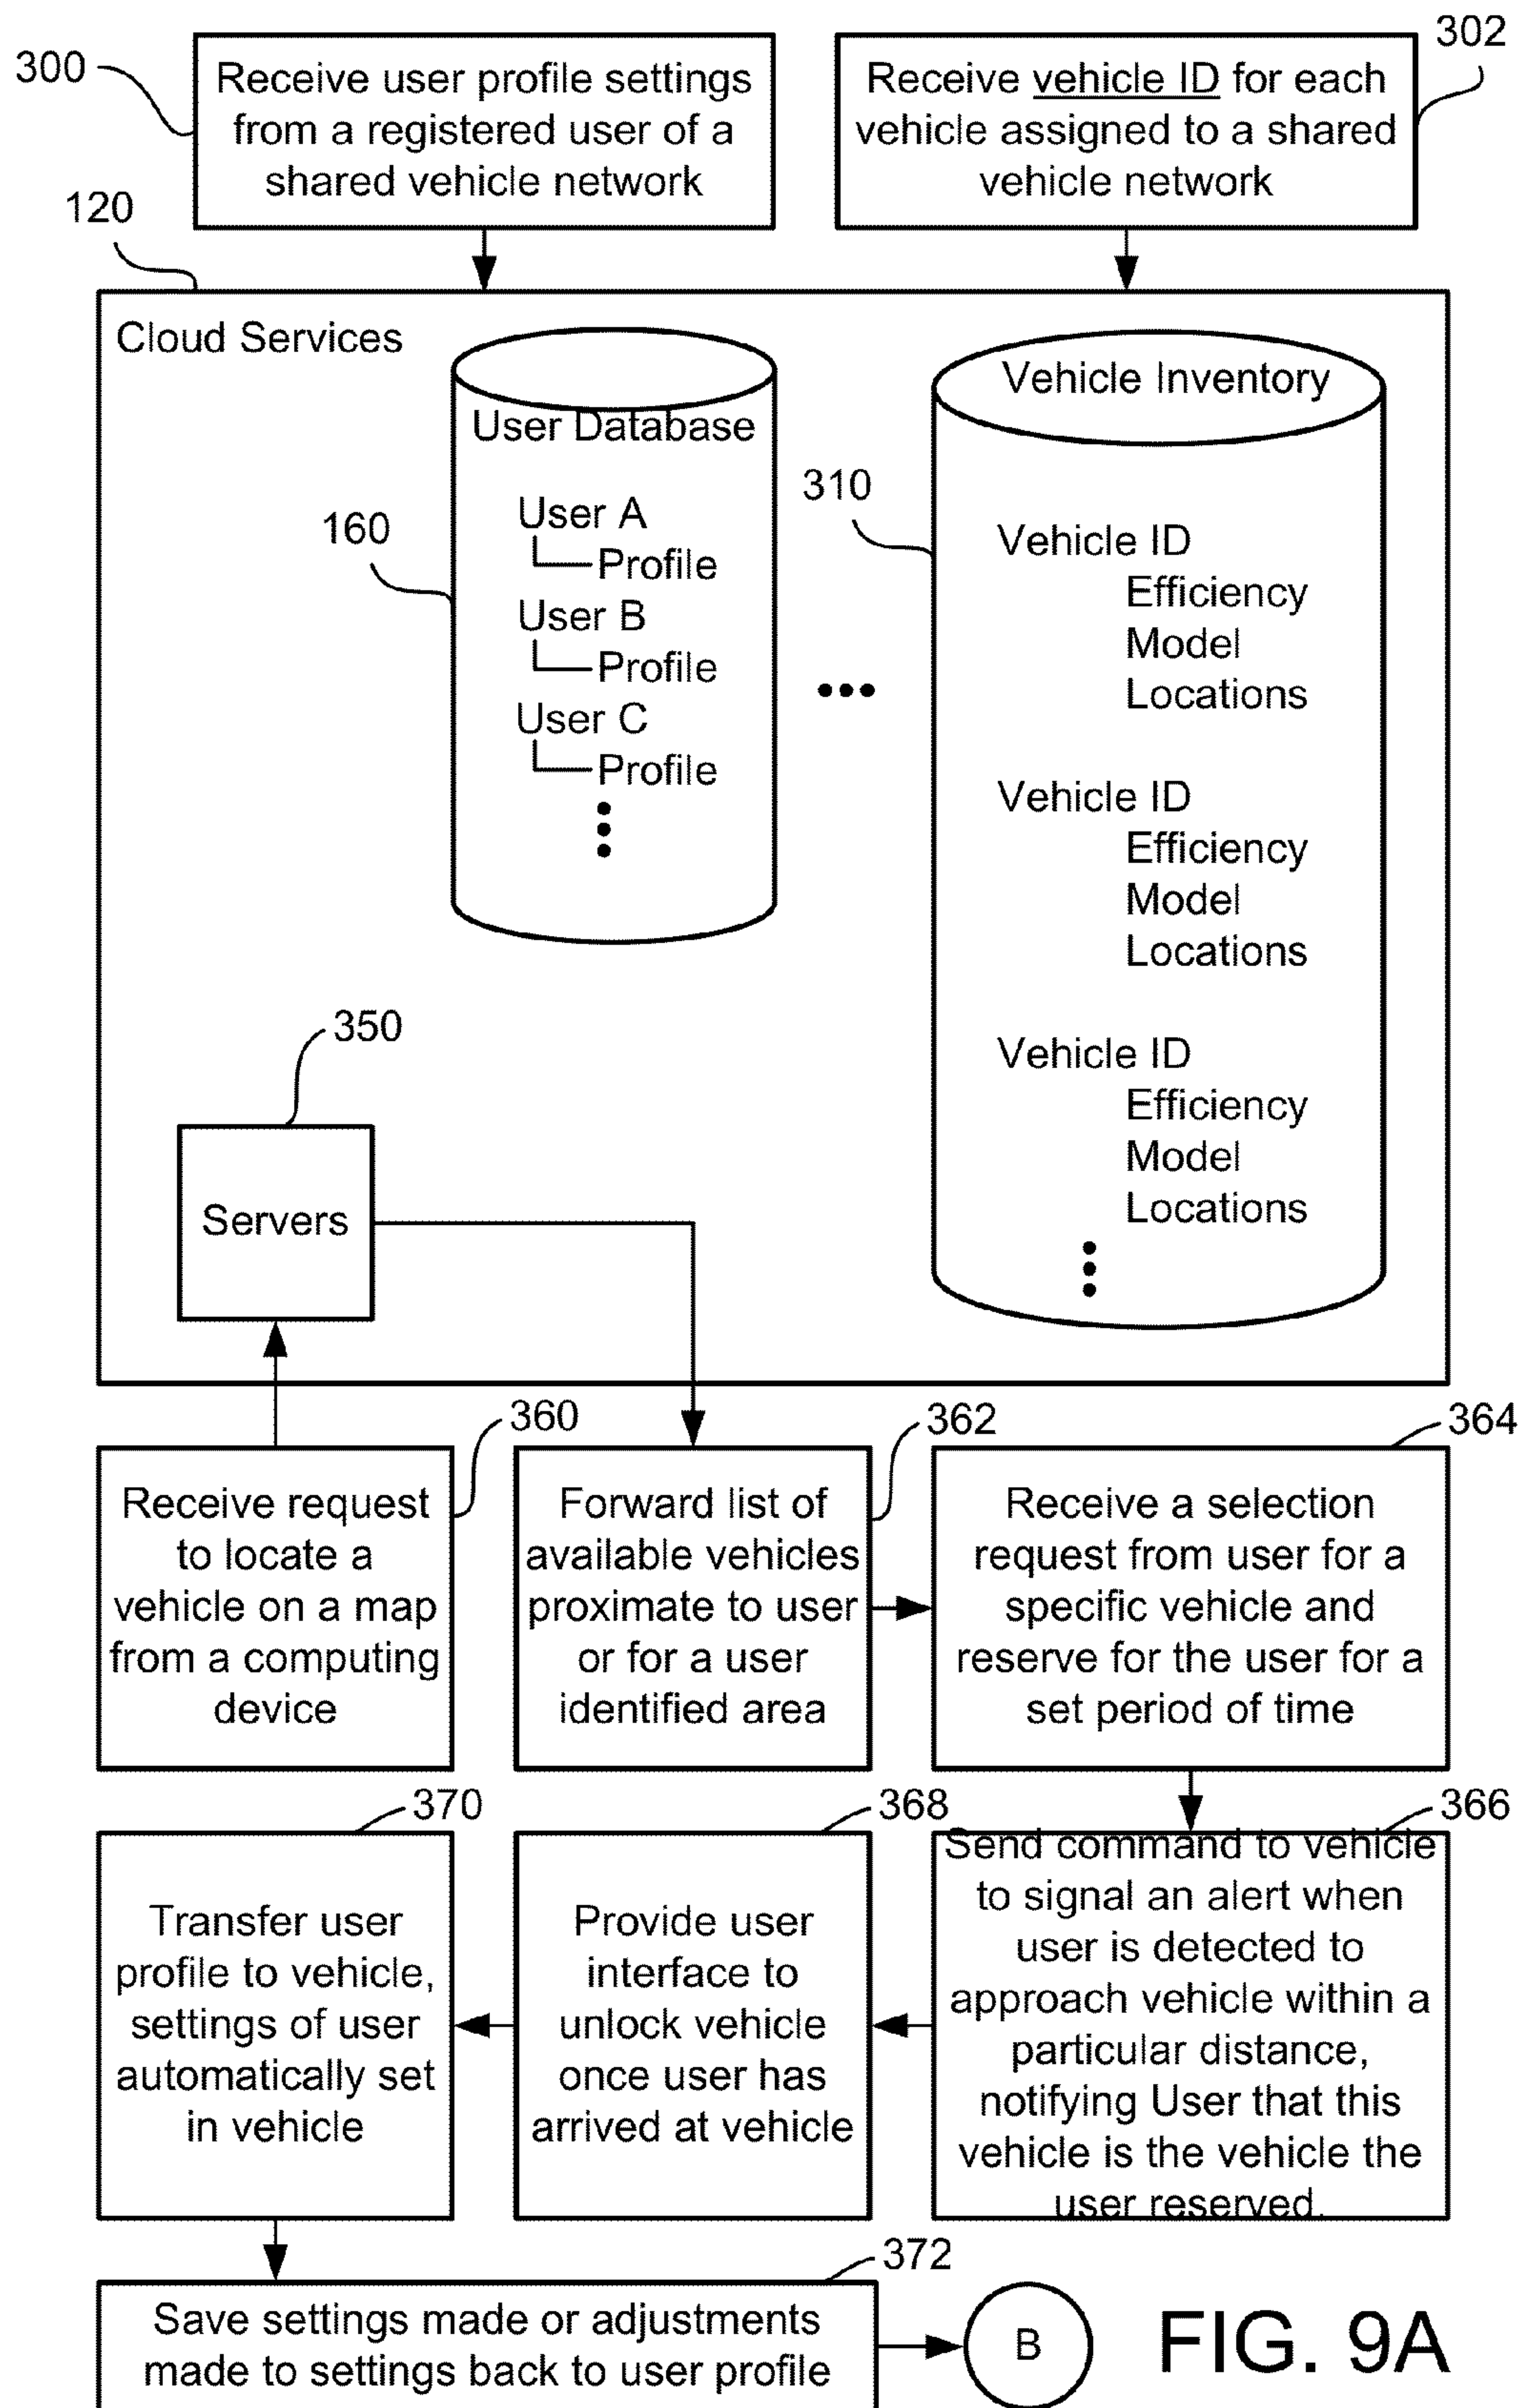 300
Receive user profile settings
from a registered user of a
shared vehicle network
302
Receive vehicle ID for each
vehicle assigned to a shared
vehicle network
120
Cloud Services
User Database
160
User A
Profile
User B
Profile
User C
Profile
Vehicle Inventory
310
Vehicle ID
Efficiency
Model
Locations
Vehicle ID
Efficiency
Model
Locations
Vehicle ID
Efficiency
Model
Locations
350
Servers
360
Receive request
to locate a
vehicle on a map
from a computing
device
362
Forward list of
available vehicles
proximate to user
or for a user
identified area
364
Receive a selection
request from user for a
specific vehicle and
reserve for the user for a
set period of time
366
Send command to vehicle
to signal an alert when
user is detected to
approach vehicle within a
particular distance,
notifying User that this
vehicle is the vehicle the
user reserved.
368
Provide user
interface to
unlock vehicle
once user has
arrived at vehicle
370
Transfer user
profile to vehicle,
settings of user
automatically set
in vehicle
372
Save settings made or adjustments
made to settings back to user profile
B
FIG. 9A